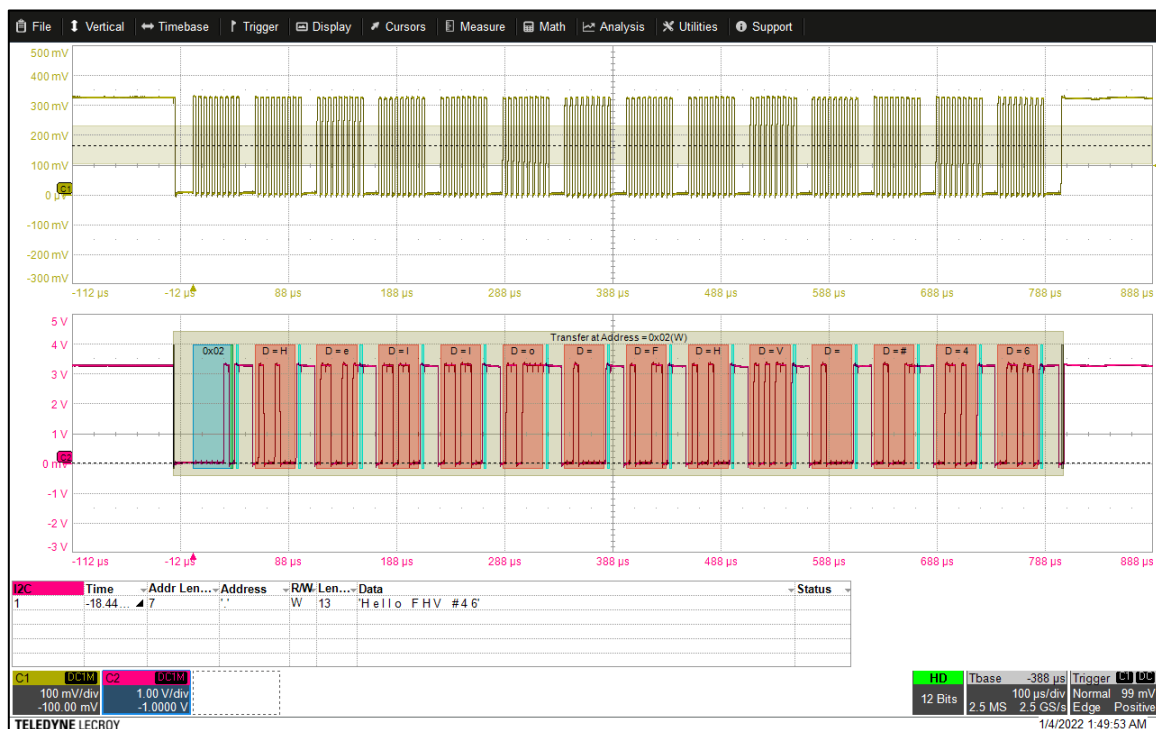 File Vertical Timebase Trigger Display Cursors Measure Math Analysis Utilities Support
500 mV
400 mV
300 mV
200 mV
100 mV
C1
0 µV
-100 mV
-200 mV
-300 mV
-112 µs -12 µs 88 µs 188 µs 288 µs 388 µs 488 µs 588 µs 688 µs 788 µs 888 µs
5 V
Transfer at Address = 0x02(W)
4 V
0x02 D = H D = e D = l D = l D = o D = D = F D = H D = V D = D = # D = 4 D = 6
3 V
2 V
1 V
C2
0 mV
-1 V
-2 V
-3 V
-112 µs -12 µs 88 µs 188 µs 288 µs 388 µs 488 µs 588 µs 688 µs 788 µs 888 µs
I2C Time Addr Len... Address R/W Len... Data Status
1 -18.44... 7 '.' W 13 'H e l l o F H V # 4 6'
C1 DC1M C2 DC1M HD Tbase -388 µs Trigger C1 DC
100 mV/div 1.00 V/div 12 Bits 100 µs/div Normal 99 mV
-100.00 mV -1.0000 V 2.5 MS 2.5 GS/s Edge Positive
TELEDYNE LECROY 1/4/2022 1:49:53 AM